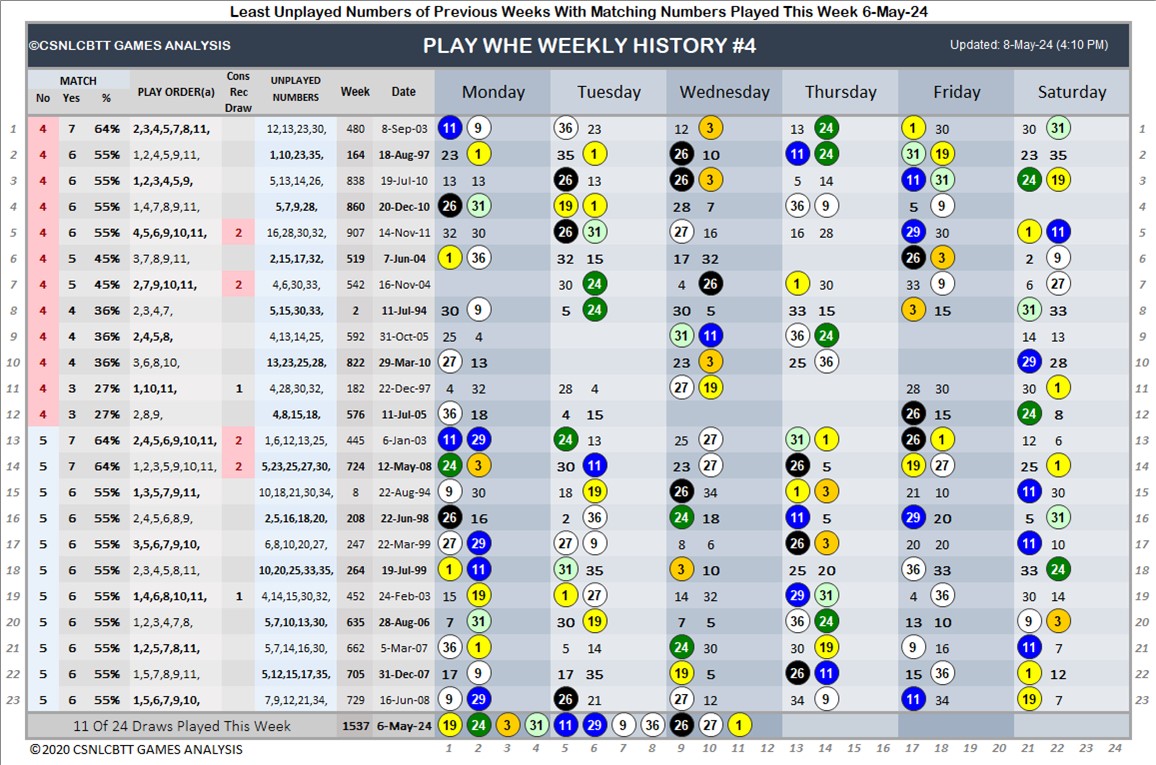 Least Unplayed Numbers of Previous Weeks With Matching Numbers Played This Week 6-May-24
©CSNLCBTT GAMES ANALYSIS PLAY WHE WEEKLY HISTORY #4 Updated: 8-May-24 (4:10 PM)
MATCH No Yes % PLAY ORDER(a) Cons Rec Draw UNPLAYED NUMBERS Week Date Monday Tuesday Wednesday Thursday Friday Saturday
1 4 7 64% 2,3,4,5,7,8,11, 12,13,23,30, 480 8-Sep-03 11 9 36 23 12 3 13 24 1 30 30 31 1
2 4 6 55% 1,2,4,5,9,11, 1,10,23,35, 164 18-Aug-97 23 1 35 1 26 10 11 24 31 19 23 35 2
3 4 6 55% 1,2,3,4,5,9, 5,13,14,26, 838 19-Jul-10 13 13 26 13 26 3 5 14 11 31 24 19 3
4 4 6 55% 1,4,7,8,9,11, 5,7,9,28, 860 20-Dec-10 26 31 19 1 28 7 36 9 5 9 4
5 4 6 55% 4,5,6,9,10,11, 2 16,28,30,32, 907 14-Nov-11 32 30 26 31 27 16 16 28 29 30 1 11 5
6 4 5 45% 3,7,8,9,11, 2,15,17,32, 519 7-Jun-04 1 36 32 15 17 32 26 3 2 9 6
7 4 5 45% 2,7,9,10,11, 2 4,6,30,33, 542 16-Nov-04 30 24 4 26 1 30 33 9 6 27 7
8 4 4 36% 2,3,4,7, 5,15,30,33, 2 11-Jul-94 30 9 5 24 30 5 33 15 3 15 31 33 8
9 4 4 36% 2,4,5,8, 4,13,14,25, 592 31-Oct-05 25 4 31 11 36 24 14 13 9
10 4 4 36% 3,6,8,10, 13,23,25,28, 822 29-Mar-10 27 13 23 3 25 36 29 28 10
11 4 3 27% 1,10,11, 1 4,28,30,32, 182 22-Dec-97 4 32 28 4 27 19 28 30 30 1 11
12 4 3 27% 2,8,9, 4,8,15,18, 576 11-Jul-05 36 18 4 15 26 15 24 8 12
13 5 7 64% 2,4,5,6,9,10,11, 2 1,6,12,13,25, 445 6-Jan-03 11 29 24 13 25 27 31 1 26 1 12 6 13
14 5 7 64% 1,2,3,5,9,10,11, 2 5,23,25,27,30, 724 12-May-08 24 3 30 11 23 27 26 5 19 27 25 1 14
15 5 6 55% 1,3,5,7,9,11, 10,18,21,30,34, 8 22-Aug-94 9 30 18 19 26 34 1 3 21 10 11 30 15
16 5 6 55% 2,4,5,6,8,9, 2,5,16,18,20, 208 22-Jun-98 26 16 2 36 24 18 11 5 29 20 5 31 16
17 5 6 55% 3,5,6,7,9,10, 6,8,10,20,27, 247 22-Mar-99 27 29 27 9 8 6 26 3 20 20 11 10 17
18 5 6 55% 2,3,4,5,8,11, 10,20,25,33,35, 264 19-Jul-99 1 11 31 35 3 10 25 20 36 33 33 24 18
19 5 6 55% 1,4,6,8,10,11, 1 4,14,15,30,32, 452 24-Feb-03 15 19 1 27 14 32 29 31 4 36 30 14 19
20 5 6 55% 1,2,3,4,7,8, 5,7,10,13,30, 635 28-Aug-06 7 31 30 19 7 5 36 24 13 10 9 3 20
21 5 6 55% 1,2,5,7,8,11, 5,7,14,16,30, 662 5-Mar-07 36 1 5 14 24 30 30 19 9 16 11 7 21
22 5 6 55% 1,5,7,8,9,11, 5,12,15,17,35, 705 31-Dec-07 17 9 17 35 19 5 26 11 15 36 1 12 22
23 5 6 55% 1,5,6,7,9,10, 7,9,12,21,34, 729 16-Jun-08 9 29 26 21 27 12 34 9 11 34 19 7 23
11 Of 24 Draws Played This Week 1537 6-May-24 19 24 3 31 11 29 9 36 26 27 1
© 2020 CSNLCBTT GAMES ANALYSIS 1 2 3 4 5 6 7 8 9 10 11 12 13 14 15 16 17 18 19 20 21 22 23 24